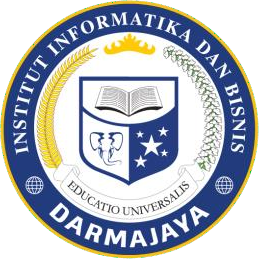 INSTITUT INFORMATIKA DAN BISNIS
EDUCATIO UNIVERSALIS
DARMAJAYA